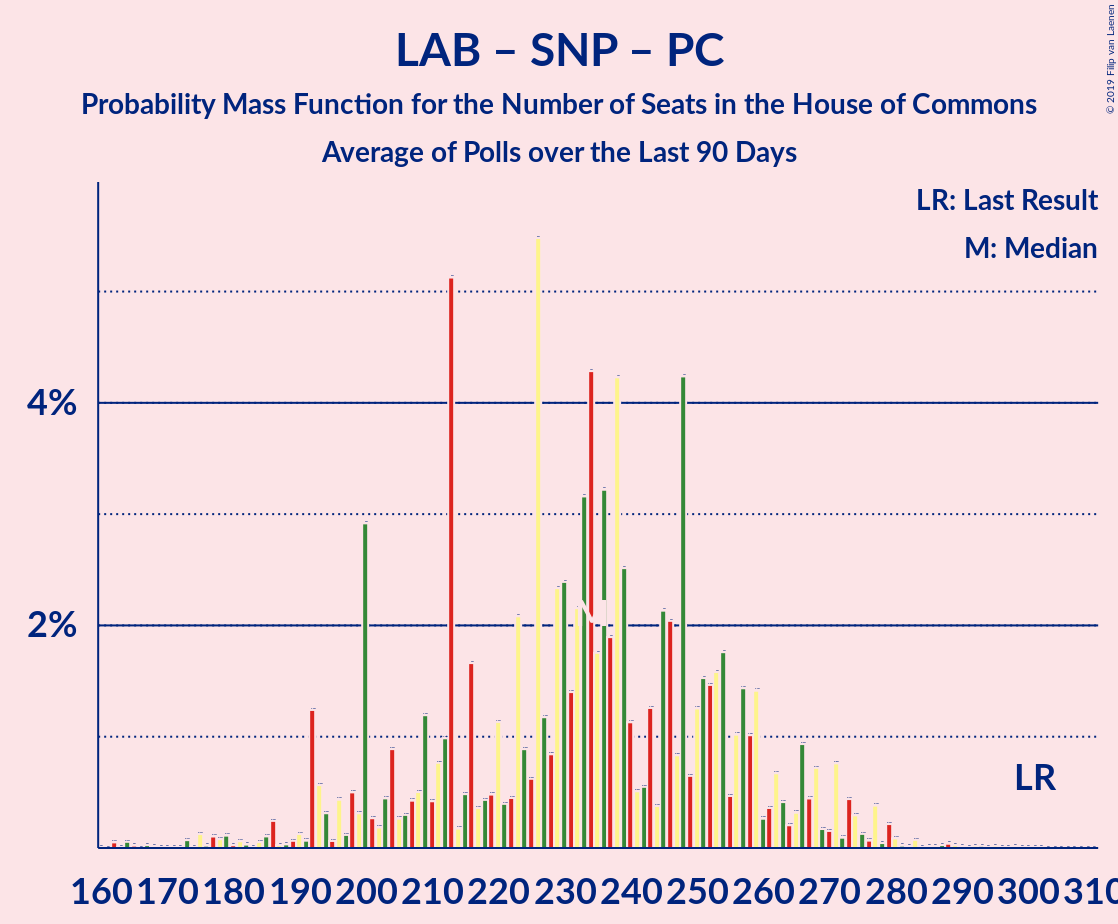 LAB – SNP – PC
Probability Mass Function for the Number of Seats in the House of Commons
Average of Polls over the Last 90 Days
© 2019 Filip van Laenen
LR: Last Result
M: Median
4%
2%
M
LR
160 170 180 190 200 210 220 230 240 250 260 270 280 290 300 310